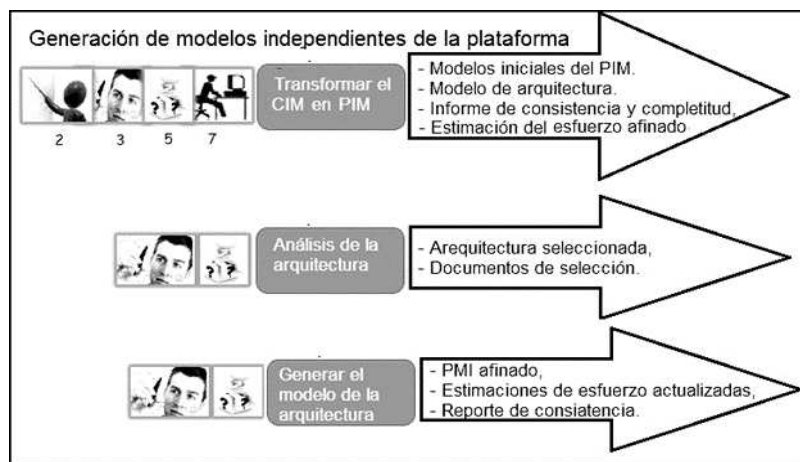 Generación de modelos independientes de la plataforma
2 3 5 7
Transformar el
CIM en PIM
- Modelos iniciales del PIM.
- Modelo de arquitectura.
- Informe de consistencia y completitud,
- Estimación del esfuerzo afinado
Análisis de la
arquitectura
- Arequitectura seleccionada,
- Documentos de selección.
Generar el
modelo de la
arquitectura
- PMI afinado,
- Estimaciones de esfuerzo actualizadas,
- Reporte de consiatencia.